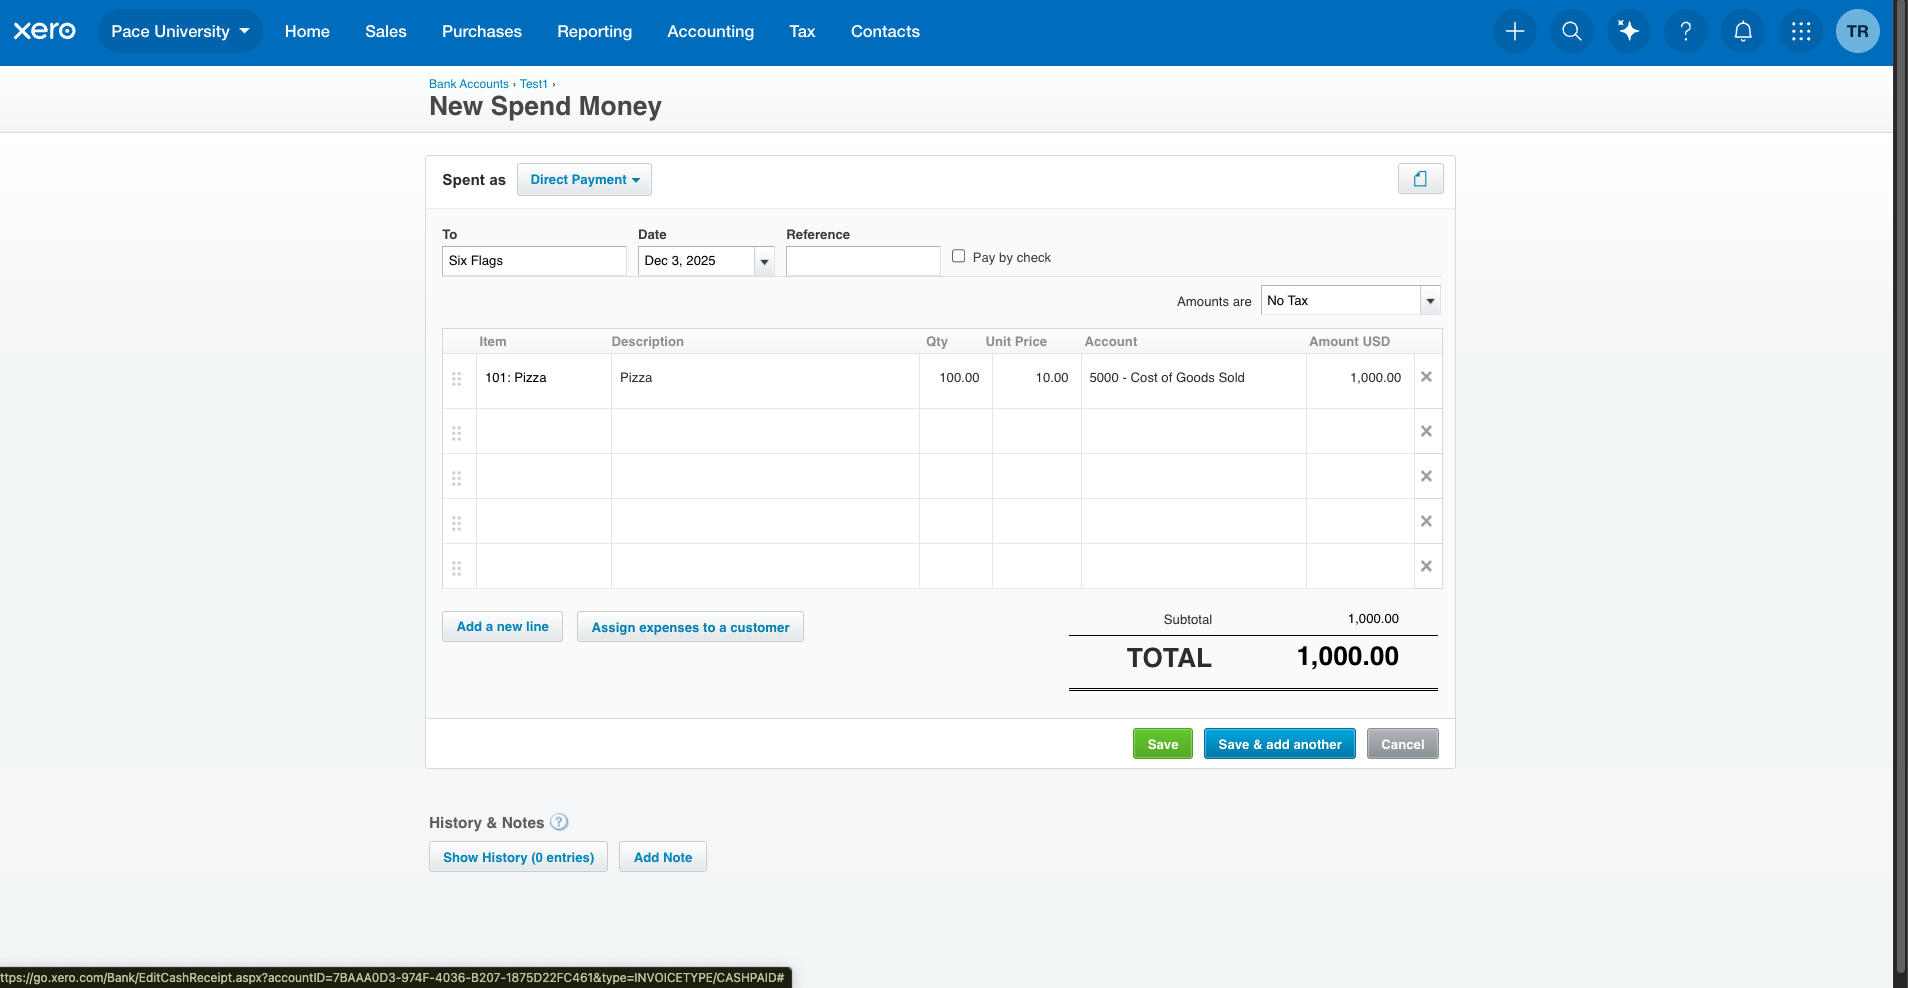 xero Pace University Home Sales Purchases Reporting Accounting Tax Contacts ? TR
Bank Accounts › Test1 ›
New Spend Money
Spent as Direct Payment
To Date Reference
Six Flags Dec 3, 2025 Pay by check
Amounts are No Tax
Item Description Qty Unit Price Account Amount USD
101: Pizza Pizza 100.00 10.00 5000 - Cost of Goods Sold 1,000.00
Add a new line Assign expenses to a customer Subtotal 1,000.00
TOTAL 1,000.00
Save Save & add another Cancel
History & Notes ?
Show History (0 entries) Add Note
ttps://go.xero.com/Bank/EditCashReceipt.aspx?accountID=7BAAA0D3-974F-4036-B207-1875D22FC461&type=INVOICETYPE/CASHPAID#